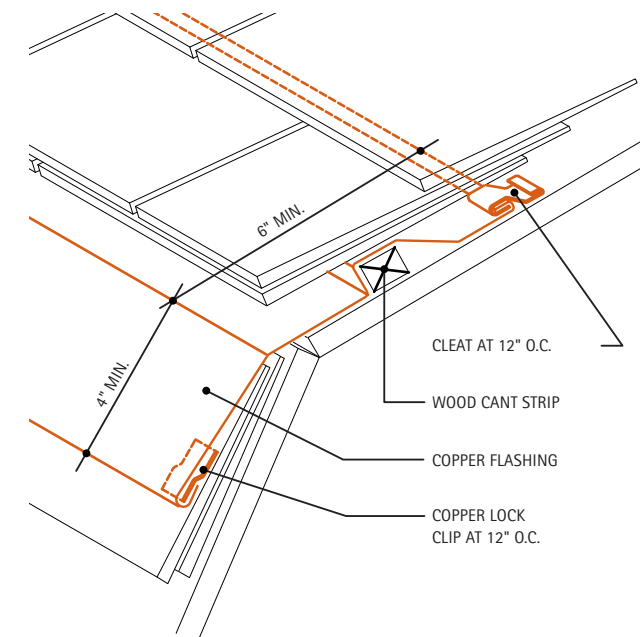 6" MIN.
4" MIN.
CLEAT AT 12" O.C.
WOOD CANT STRIP
COPPER FLASHING
COPPER LOCK
CLIP AT 12" O.C.